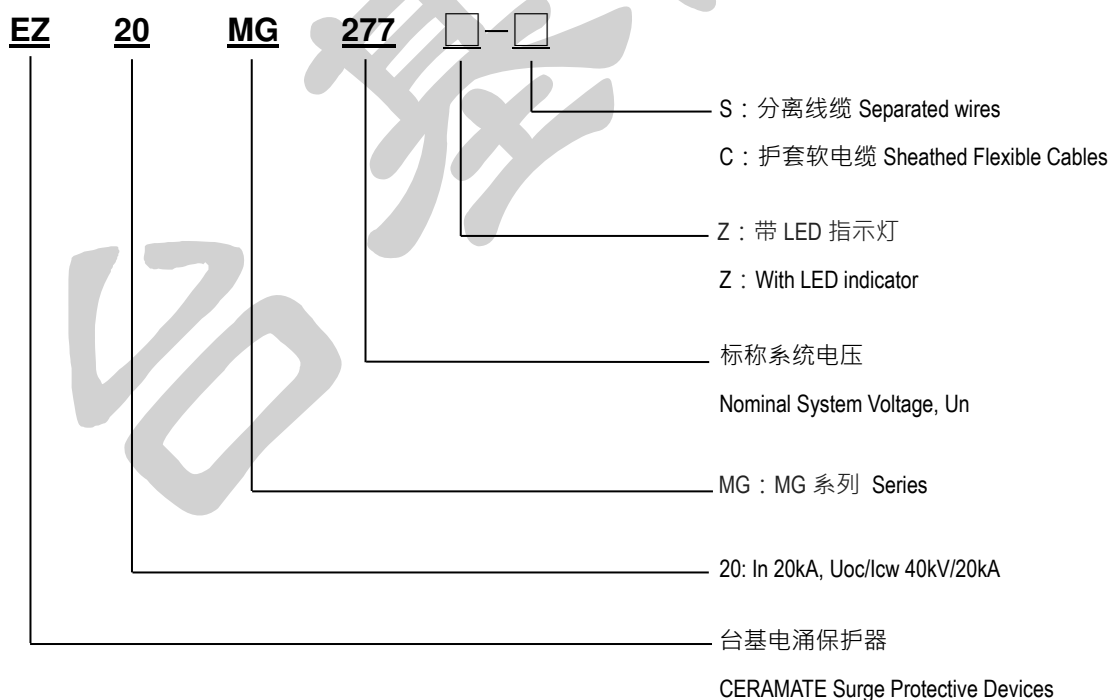 EZ 20 MG 277 □-□
S：分离线缆 Separated wires
C：护套软电缆 Sheathed Flexible Cables
Z：带 LED 指示灯
Z：With LED indicator
标称系统电压
Nominal System Voltage, Un
MG：MG 系列 Series
20: In 20kA, Uoc/Icw 40kV/20kA
台基电涌保护器
CERAMATE Surge Protective Devices
台基